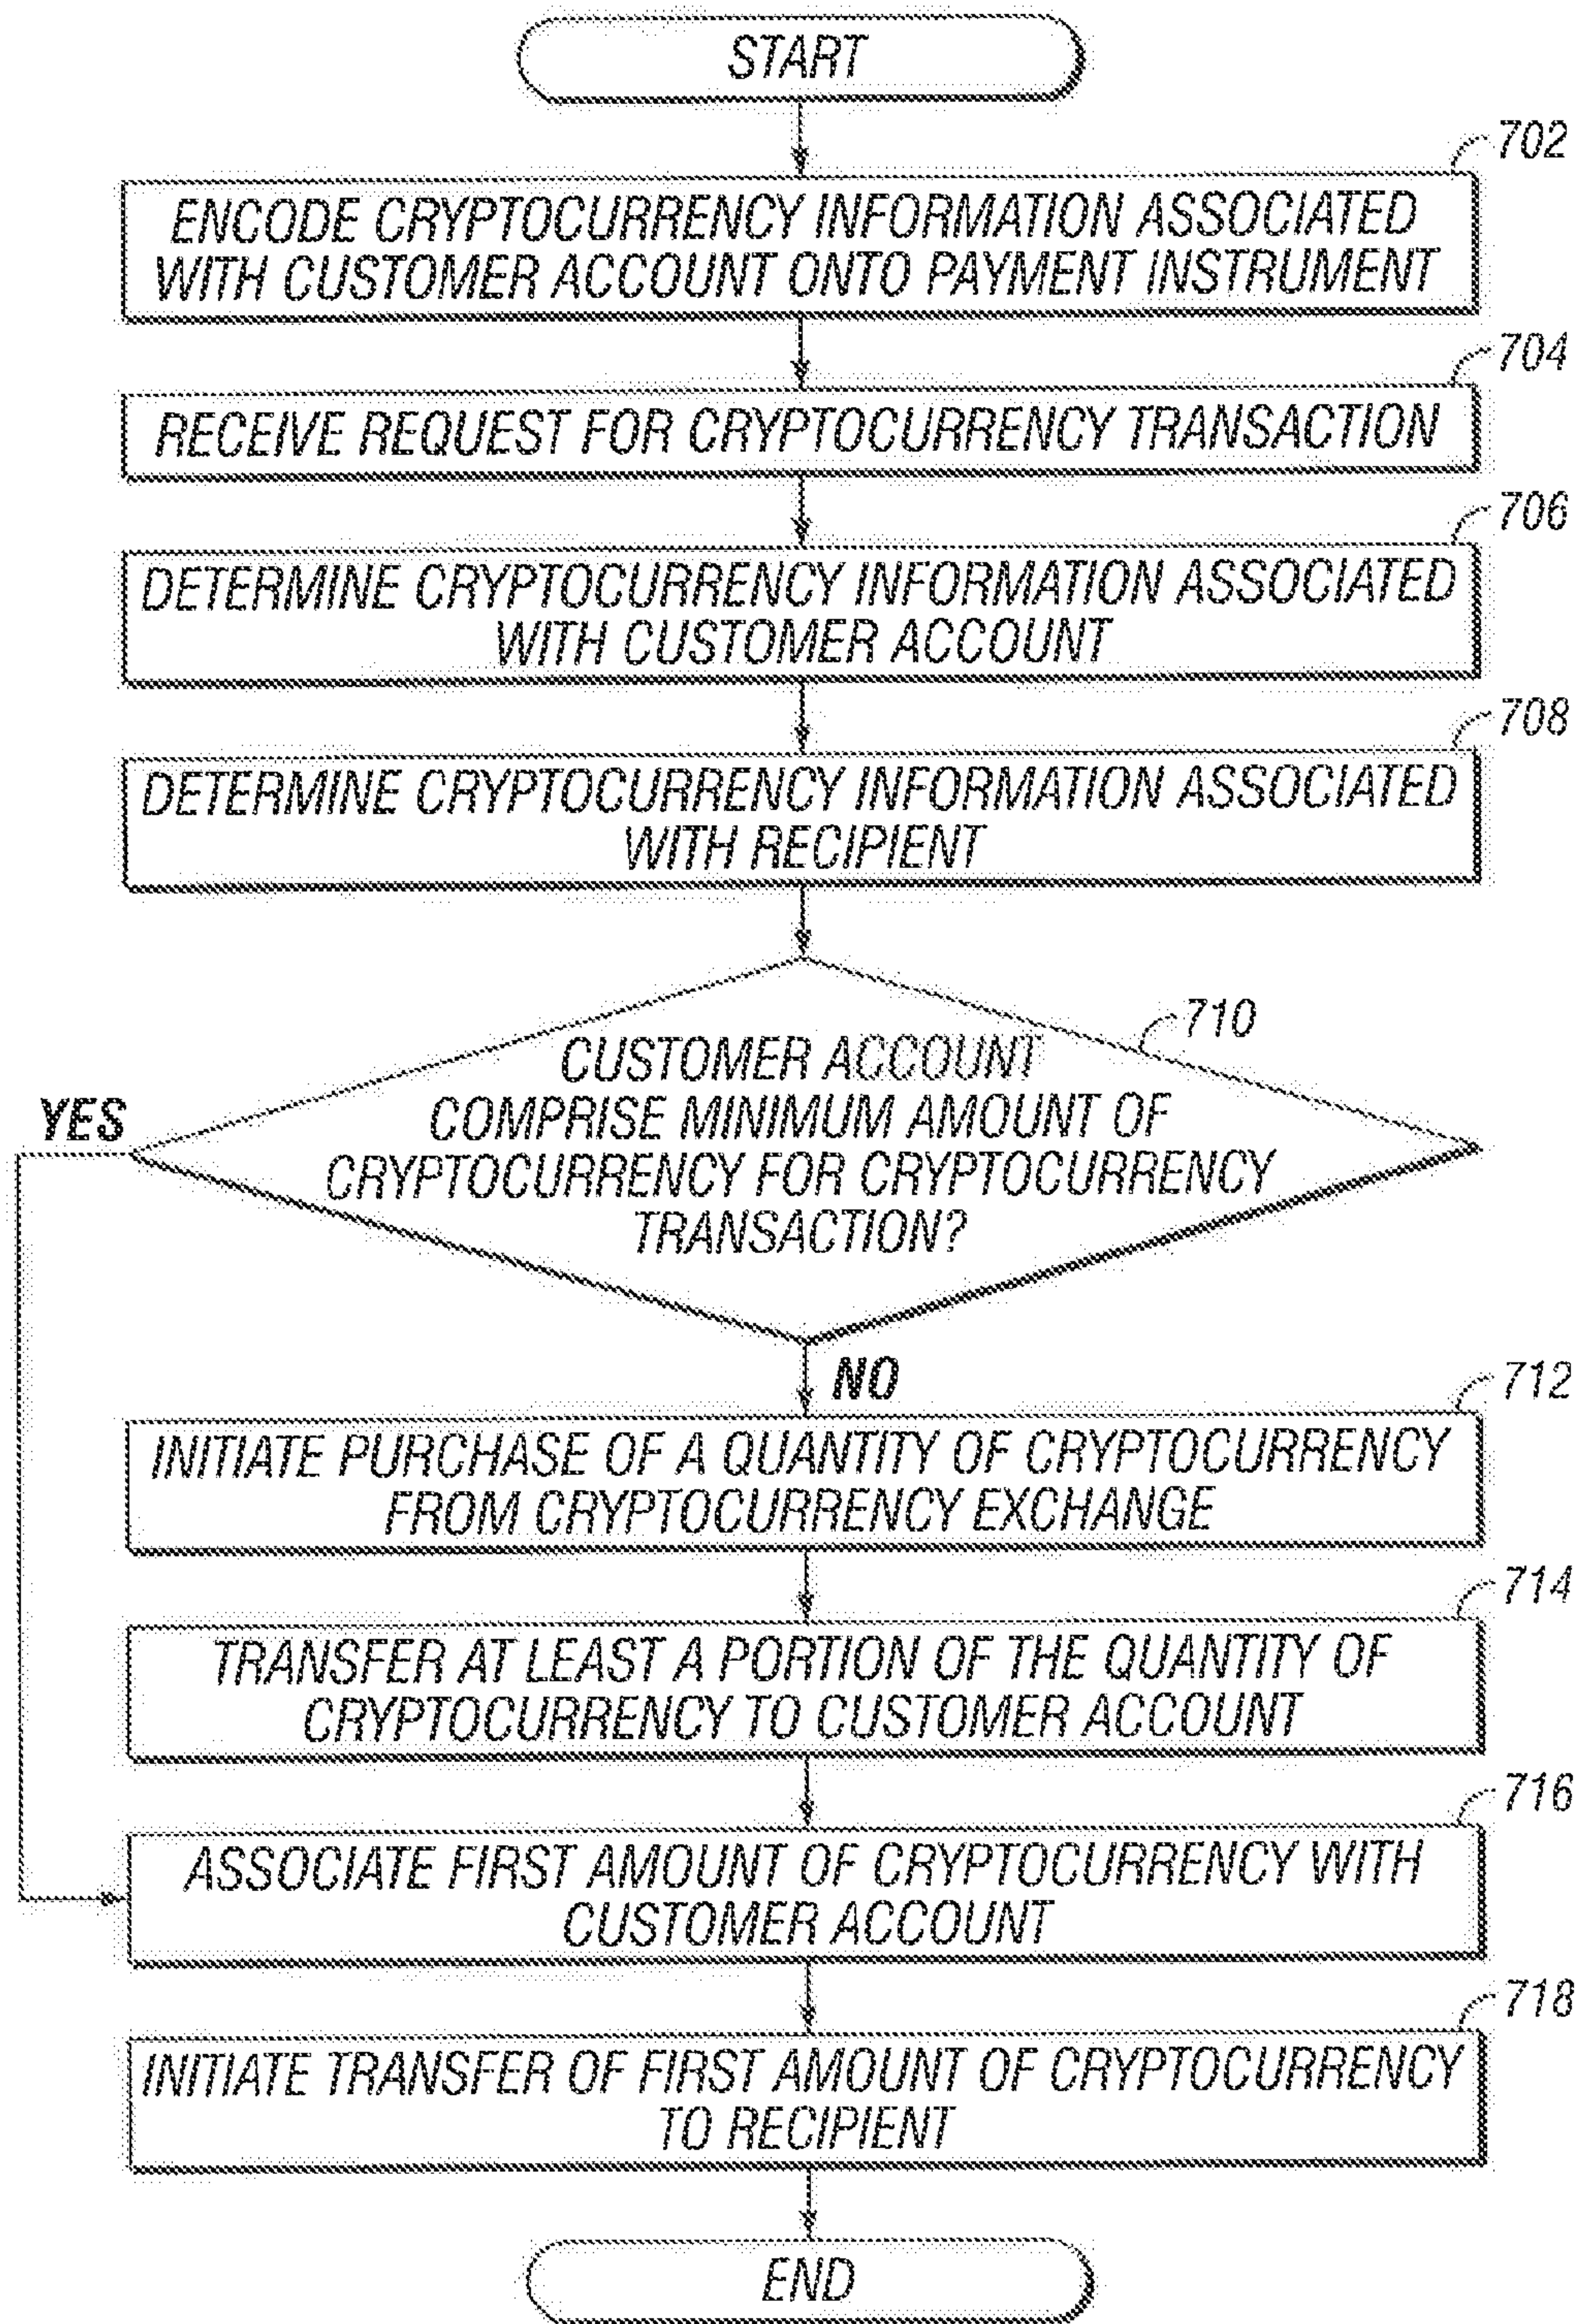 START
702
ENCODE CRYPTOCURRENCY INFORMATION ASSOCIATED
WITH CUSTOMER ACCOUNT ONTO PAYMENT INSTRUMENT
704
RECEIVE REQUEST FOR CRYPTOCURRENCY TRANSACTION
706
DETERMINE CRYPTOCURRENCY INFORMATION ASSOCIATED
WITH CUSTOMER ACCOUNT
708
DETERMINE CRYPTOCURRENCY INFORMATION ASSOCIATED
WITH RECIPIENT
710
CUSTOMER ACCOUNT
COMPRISE MINIMUM AMOUNT OF
CRYPTOCURRENCY FOR CRYPTOCURRENCY
TRANSACTION?
YES
NO
712
INITIATE PURCHASE OF A QUANTITY OF CRYPTOCURRENCY
FROM CRYPTOCURRENCY EXCHANGE
714
TRANSFER AT LEAST A PORTION OF THE QUANTITY OF
CRYPTOCURRENCY TO CUSTOMER ACCOUNT
716
ASSOCIATE FIRST AMOUNT OF CRYPTOCURRENCY WITH
CUSTOMER ACCOUNT
718
INITIATE TRANSFER OF FIRST AMOUNT OF CRYPTOCURRENCY
TO RECIPIENT
END